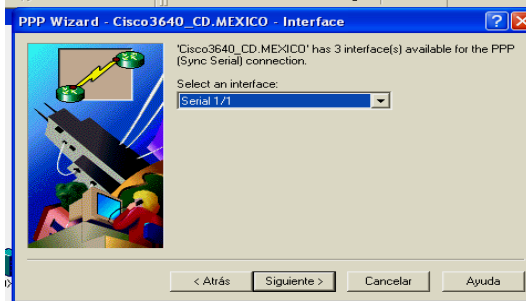 PPP Wizard - Cisco3640_CD.MEXICO - Interface
'Cisco3640_CD.MEXICO' has 3 interface(s) available for the PPP
(Sync Serial) connection.
Select an interface:
Serial 1/1
< Atrás
Siguiente >
Cancelar
Ayuda